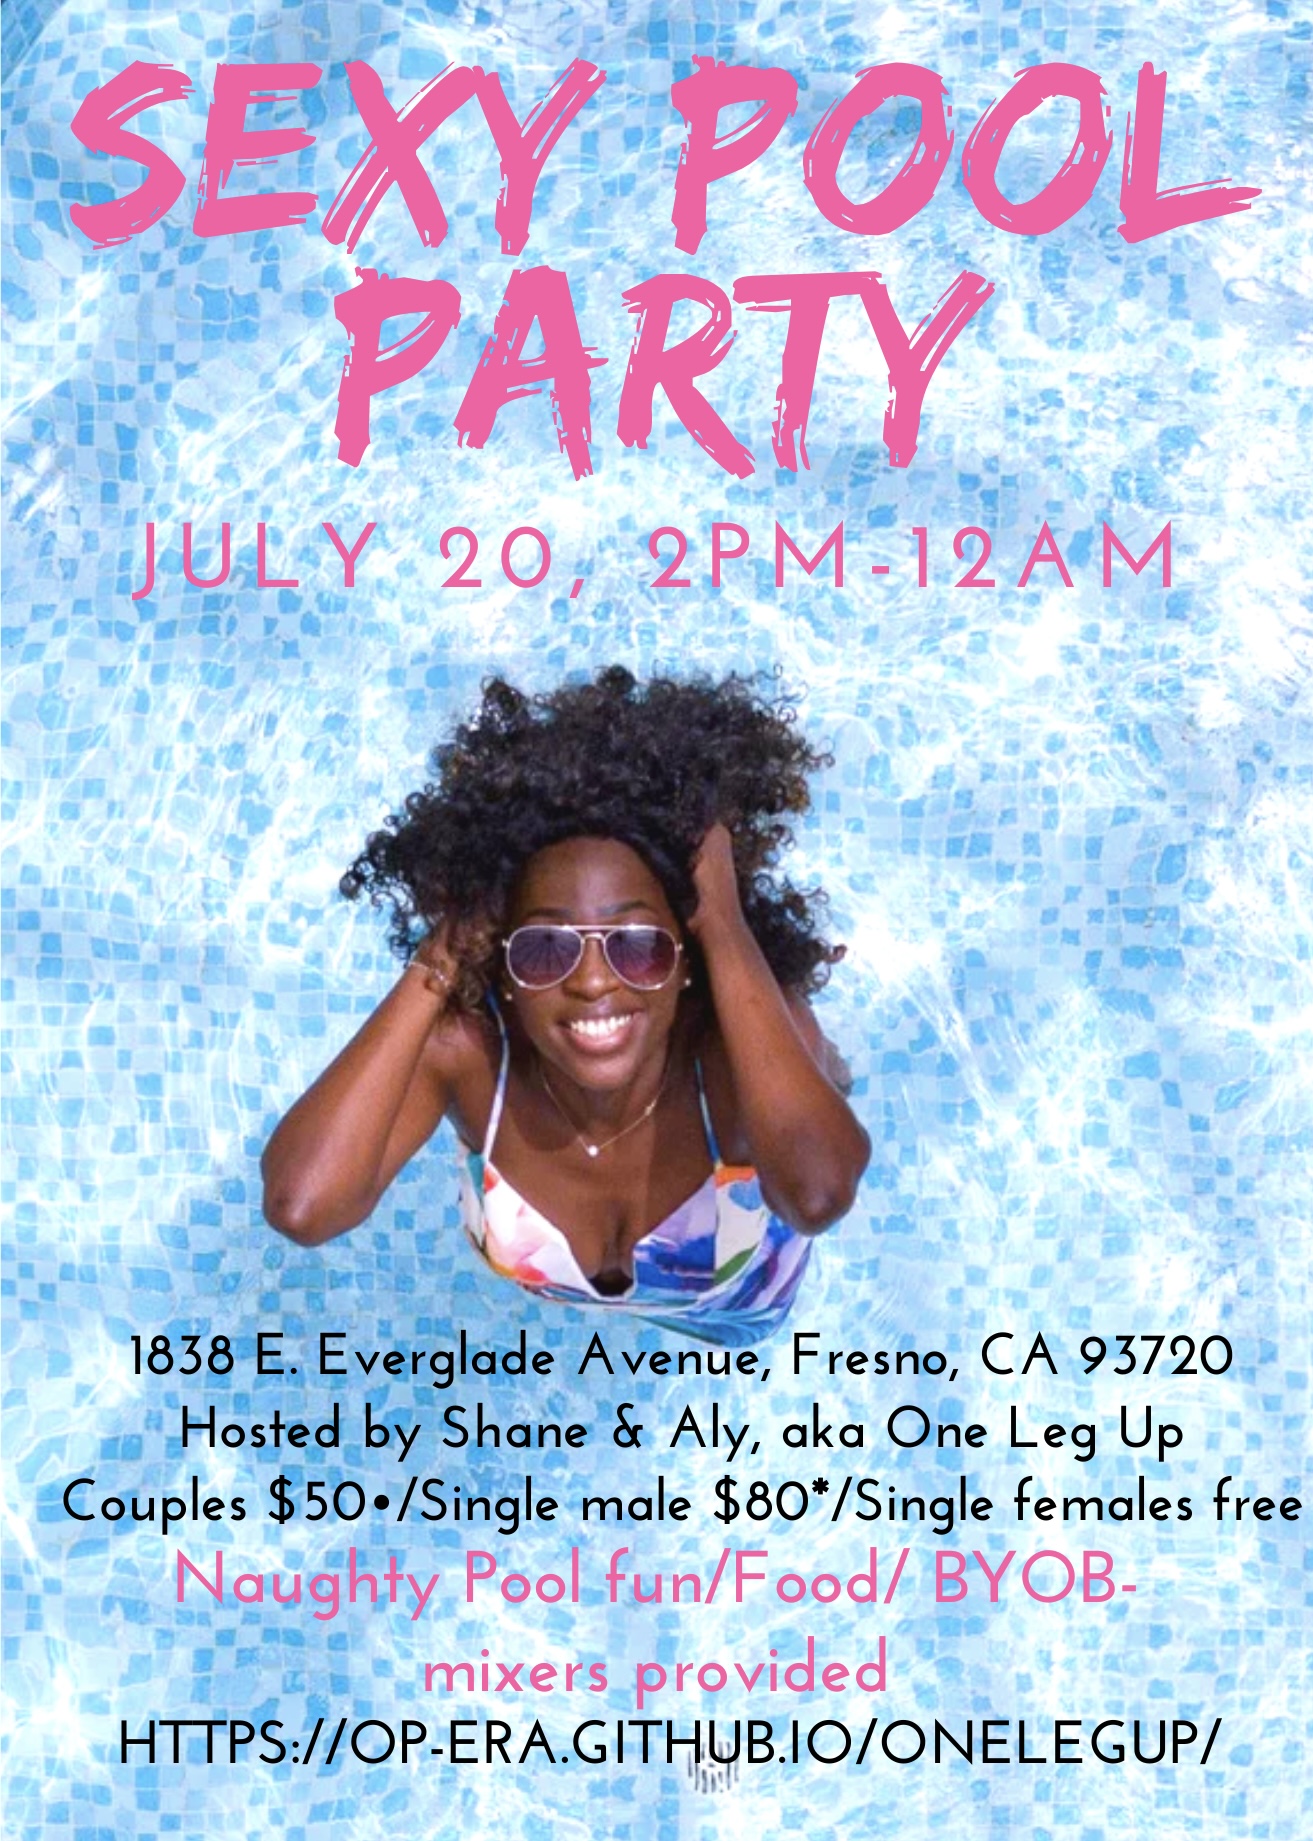 SEXY POOL
PARTY
JULY 20, 2PM-12AM
1838 E. Everglade Avenue, Fresno, CA 93720
Hosted by Shane & Aly, aka One Leg Up
Couples $50•/Single male $80*/Single females free
Naughty Pool fun/Food/ BYOB-
mixers provided
HTTPS://OP-ERA.GITHUB.IO/ONELEGUP/